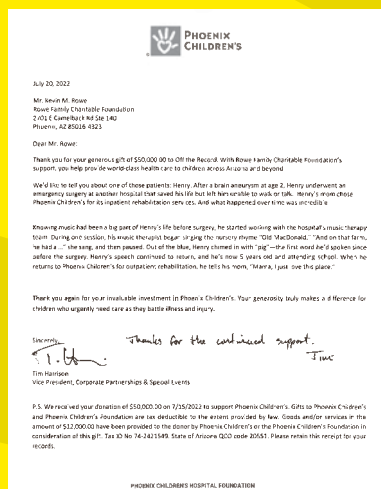 PHOENIX
CHILDREN'S
July 20, 2022
Mr. Kevin M. Rowe
Rowe Family Charitable Foundation
2701 E Camelback Rd Ste 140
Phoenix, AZ 85016-4323
Dear Mr. Rowe:
Thank you for your generous gift of $50,000.00 to Off the Record. With Rowe Family Charitable Foundation's
support, you help provide world-class health care to children across Arizona and beyond.
We'd like to tell you about one of those patients: Henry. After a brain aneurysm at age 2, Henry underwent an
emergency surgery at another hospital that saved his life but left him unable to walk or talk. Henry's mom chose
Phoenix Children's for its inpatient rehabilitation services. And what happened over time was incredible.
Knowing music had been a big part of Henry's life before surgery, he started working with the hospital's music therapy
team. During one session, his music therapist began singing the nursery rhyme "Old MacDonald." "And on that farm,
he had a ..." she sang, and then paused. Out of the blue, Henry chimed in with "pig"—the first word he'd spoken since
before the surgery. Henry's speech continued to return, and he's now 5 years old and attending school. When he
returns to Phoenix Children's for outpatient rehabilitation, he tells his mom, "Mama, I just love this place."
Thank you again for your invaluable investment in Phoenix Children's. Your generosity truly makes a difference for
children who urgently need care as they battle illness and injury.
Sincerely,
Thanks for the continued support.
Tim
Tim Harrison
Vice President, Corporate Partnerships & Special Events
P.S. We received your donation of $50,000.00 on 7/15/2022 to support Phoenix Children's. Gifts to Phoenix Children's
and Phoenix Children's Foundation are tax deductible to the extent provided by law. Goods and/or services in the
amount of $12,000.00 have been provided to the donor by Phoenix Children's or the Phoenix Children's Foundation in
consideration of this gift. Tax ID No 74-2421549. State of Arizona QCO code 20551. Please retain this receipt for your
records.
PHOENIX CHILDREN'S HOSPITAL FOUNDATION